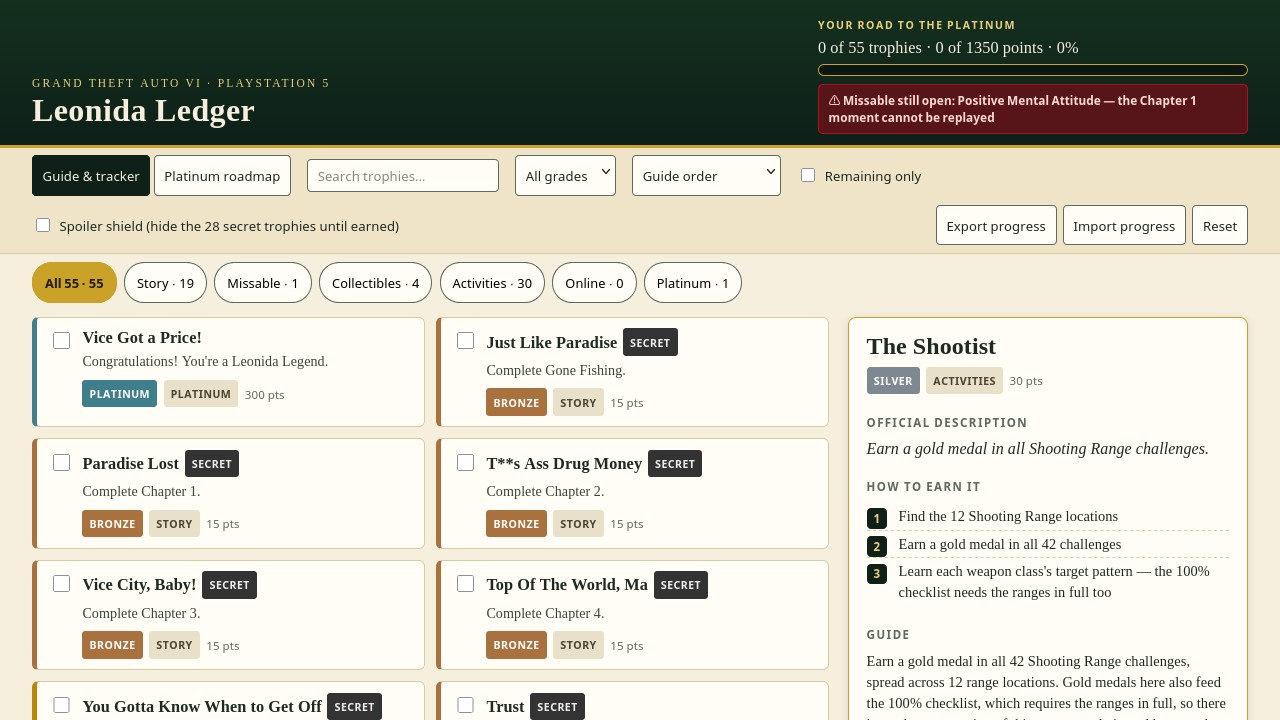 GRAND THEFT AUTO VI · PLAYSTATION 5
Leonida Ledger
YOUR ROAD TO THE PLATINUM
0 of 55 trophies · 0 of 1350 points · 0%
⚠ Missable still open: Positive Mental Attitude — the Chapter 1
moment cannot be replayed
Guide & tracker
Platinum roadmap
Search trophies…
All grades
Guide order
Remaining only
Spoiler shield (hide the 28 secret trophies until earned)
Export progress
Import progress
Reset
All 55 · 55
Story · 19
Missable · 1
Collectibles · 4
Activities · 30
Online · 0
Platinum · 1
Vice Got a Price!
Congratulations! You're a Leonida Legend.
PLATINUM PLATINUM 300 pts
Just Like Paradise SECRET
Complete Gone Fishing.
BRONZE STORY 15 pts
Paradise Lost SECRET
Complete Chapter 1.
BRONZE STORY 15 pts
T**s Ass Drug Money SECRET
Complete Chapter 2.
BRONZE STORY 15 pts
Vice City, Baby! SECRET
Complete Chapter 3.
BRONZE STORY 15 pts
Top Of The World, Ma SECRET
Complete Chapter 4.
BRONZE STORY 15 pts
You Gotta Know When to Get Off SECRET
Trust SECRET
The Shootist
SILVER ACTIVITIES 30 pts
OFFICIAL DESCRIPTION
Earn a gold medal in all Shooting Range challenges.
HOW TO EARN IT
1 Find the 12 Shooting Range locations
2 Earn a gold medal in all 42 challenges
3 Learn each weapon class's target pattern — the 100%
checklist needs the ranges in full too
GUIDE
Earn a gold medal in all 42 Shooting Range challenges,
spread across 12 range locations. Gold medals here also feed
the 100% checklist, which requires the ranges in full, so there